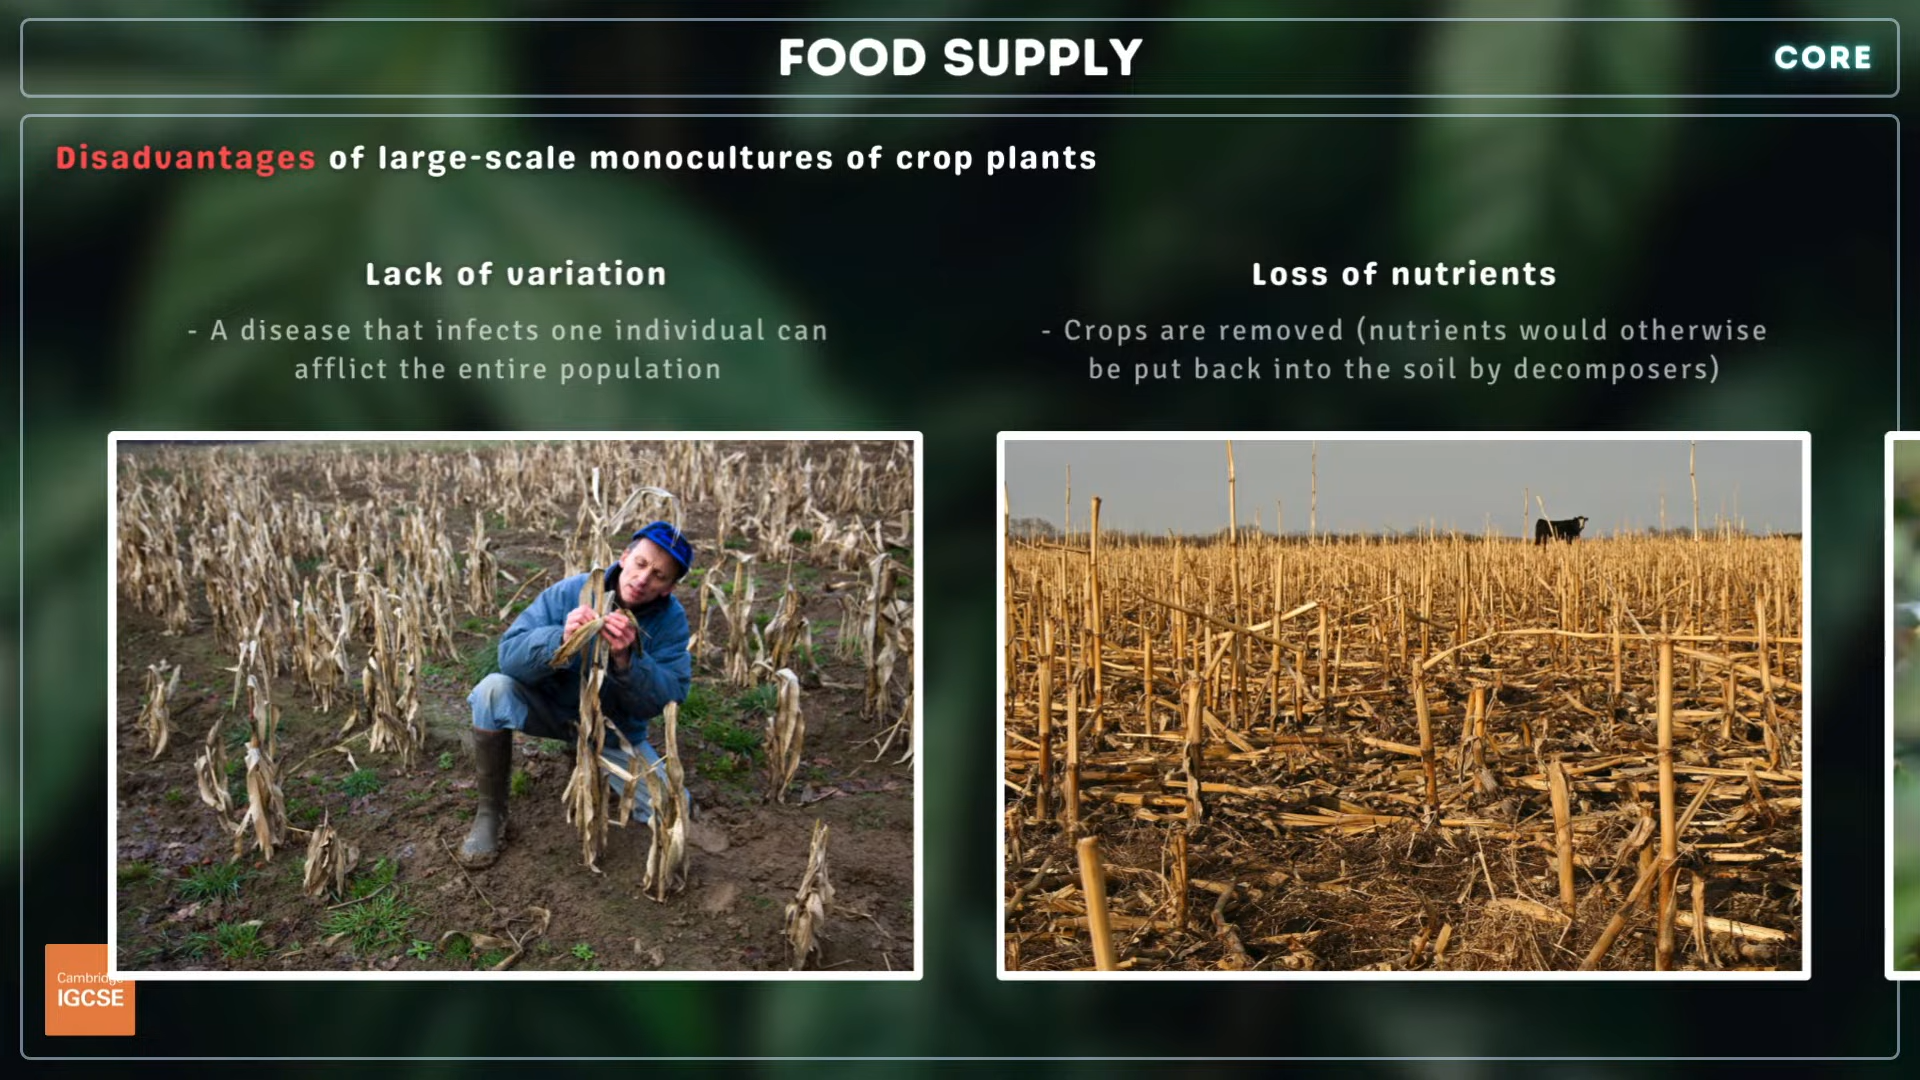 FOOD SUPPLY
CORE
Disadvantages of large-scale monocultures of crop plants
Lack of variation
- A disease that infects one individual can
afflict the entire population
Loss of nutrients
- Crops are removed (nutrients would otherwise
be put back into the soil by decomposers)
Cambridge
IGCSE